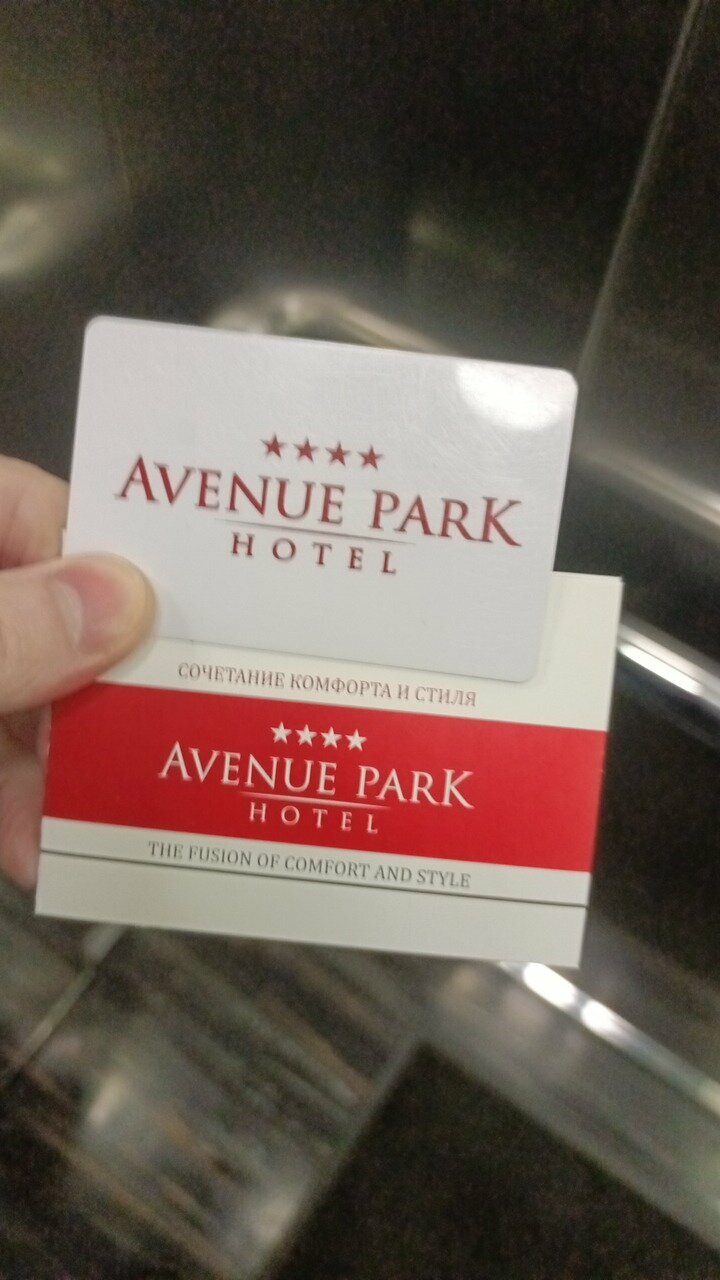 ★★★★
AVENUE PARK
HOTEL
СОЧЕТАНИЕ КОМФОРТА И СТИЛЯ
★★★★
AVENUE PARK
HOTEL
THE FUSION OF COMFORT AND STYLE